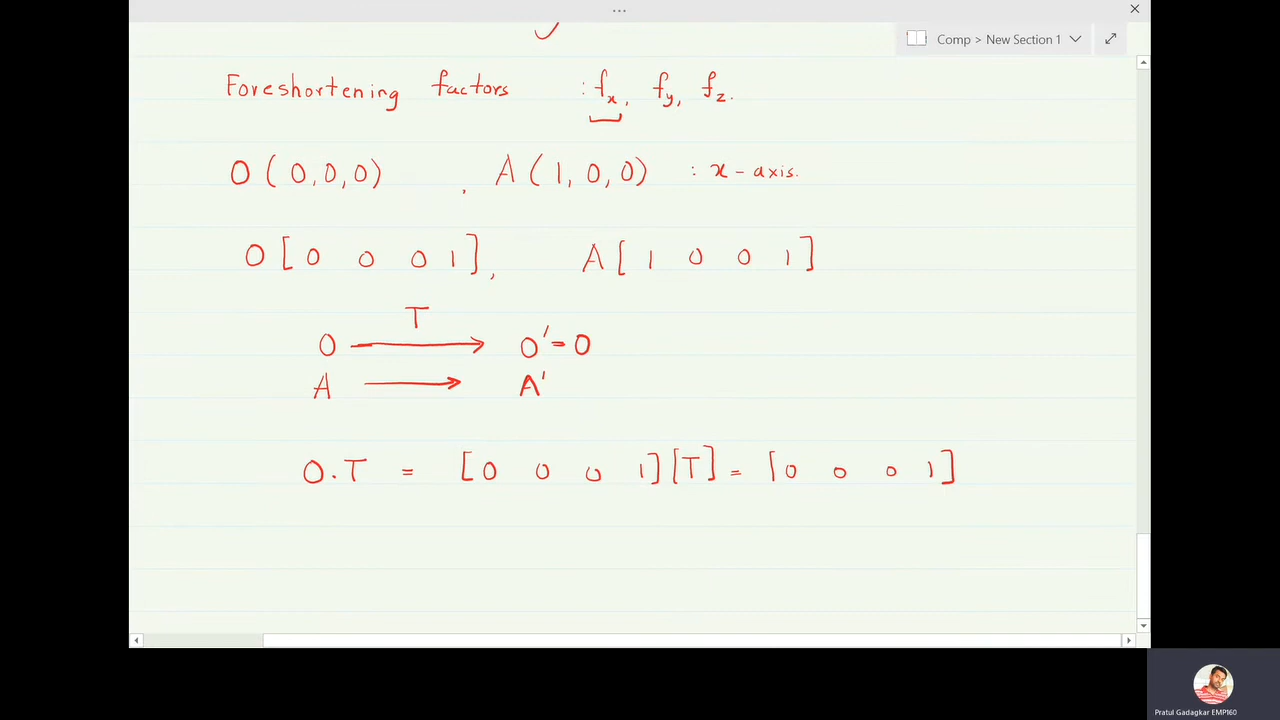 ...
Comp > New Section 1
Foreshortening factors : fx, fy, fz.
O ( 0,0,0) , A ( 1, 0, 0) : x - axis.
O [ 0 0 0 1 ], A [ 1 0 0 1 ]
T
O → O' = O
A → A'
O.T = [ 0 0 0 1 ] [T] = [ 0 0 0 1 ]
Pratul Gadagkar EMP160